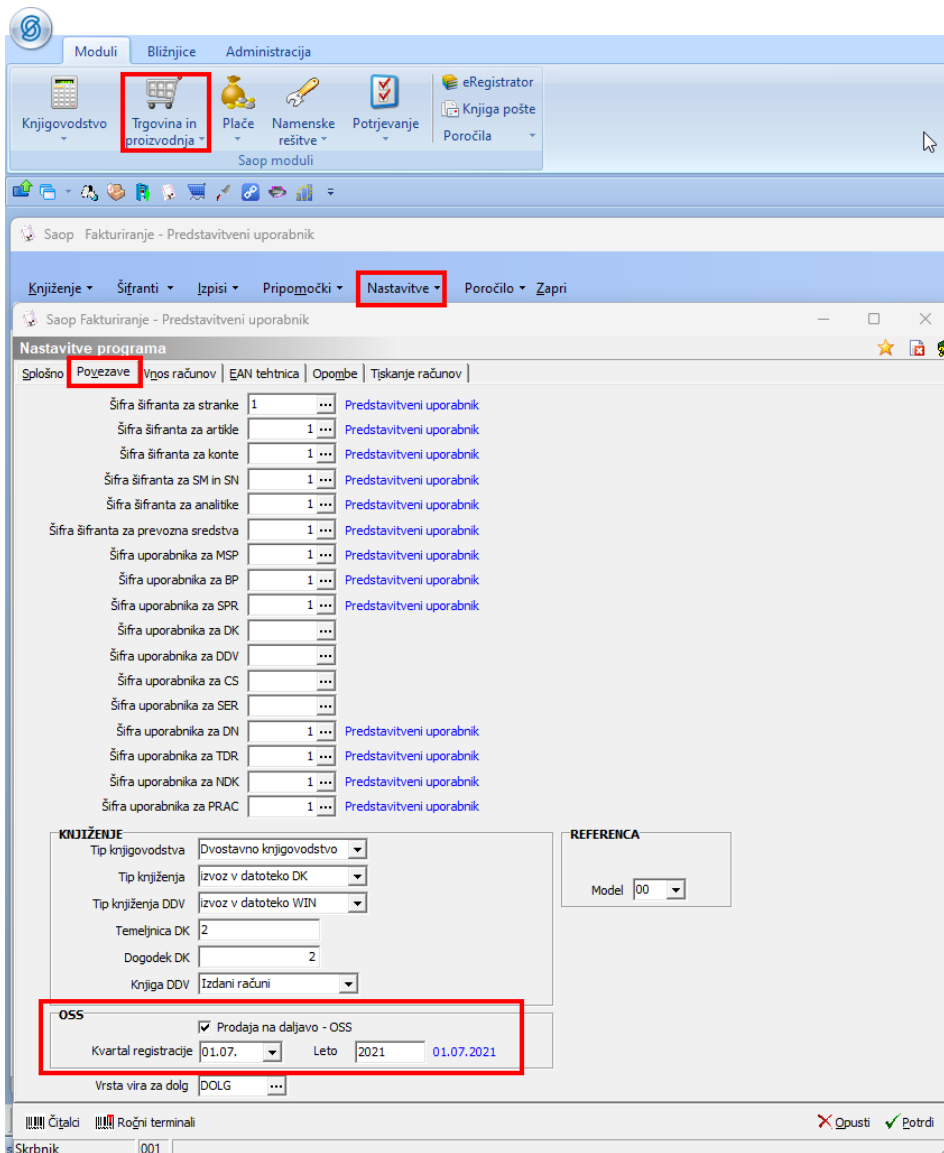 Moduli Bližnjice Administracija
Knjigovodstvo Trgovina in proizvodnja Plače Namenske rešitve Potrjevanje
eRegistrator
Knjiga pošte
Poročila
Saop moduli
Saop Fakturiranje - Predstavitveni uporabnik
Knjiženje Šifranti Izpisi Pripomočki Nastavitve Poročilo Zapri
Saop Fakturiranje - Predstavitveni uporabnik
Nastavitve programa
Splošno Povezave Vnos računov EAN tehtnica Opombe Tiskanje računov
Šifra šifranta za stranke 1 ... Predstavitveni uporabnik
Šifra šifranta za artikle 1 ... Predstavitveni uporabnik
Šifra šifranta za konte 1 ... Predstavitveni uporabnik
Šifra šifranta za SM in SN 1 ... Predstavitveni uporabnik
Šifra šifranta za analitike 1 ... Predstavitveni uporabnik
Šifra šifranta za prevozna sredstva 1 ... Predstavitveni uporabnik
Šifra uporabnika za MSP 1 ... Predstavitveni uporabnik
Šifra uporabnika za BP 1 ... Predstavitveni uporabnik
Šifra uporabnika za SPR 1 ... Predstavitveni uporabnik
Šifra uporabnika za DK ...
Šifra uporabnika za DDV ...
Šifra uporabnika za CS ...
Šifra uporabnika za SER ...
Šifra uporabnika za DN 1 ... Predstavitveni uporabnik
Šifra uporabnika za TDR 1 ... Predstavitveni uporabnik
Šifra uporabnika za NDK 1 ... Predstavitveni uporabnik
Šifra uporabnika za PRAC 1 ... Predstavitveni uporabnik
KNJIŽENJE REFERENCA
Tip knjigovodstva Dvostavno knjigovodstvo
Tip knjiženja izvoz v datoteko DK
Model 00
Tip knjiženja DDV izvoz v datoteko WIN
Temeljnica DK 2
Dogodek DK 2
Knjiga DDV Izdani računi
OSS
Prodaja na daljavo - OSS
Kvartal registracije 01.07. Leto 2021 01.07.2021
Vrsta vira za dolg DOLG ...
Čitalci Ročni terminali Opusti Potrdi
Skrbnik 001